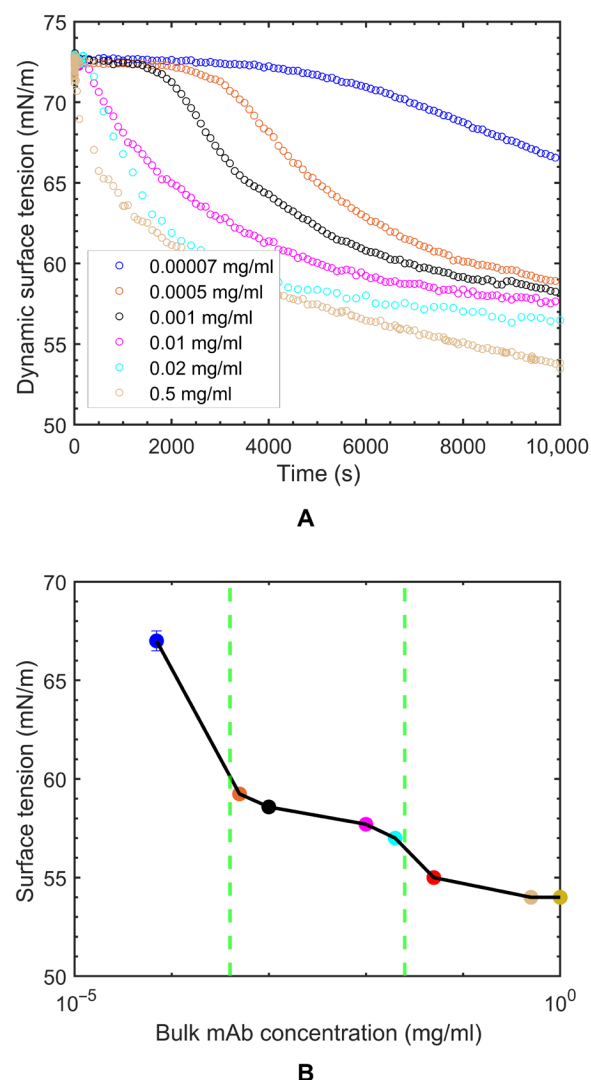 75
70
65
60
55
50
Dynamic surface tension (mN/m)
0.00007 mg/ml
0.0005 mg/ml
0.001 mg/ml
0.01 mg/ml
0.02 mg/ml
0.5 mg/ml
0 2000 4000 6000 8000 10,000
Time (s)
A
70
65
60
55
50
Surface tension (mN/m)
10⁻⁵ 10⁰
Bulk mAb concentration (mg/ml)
B